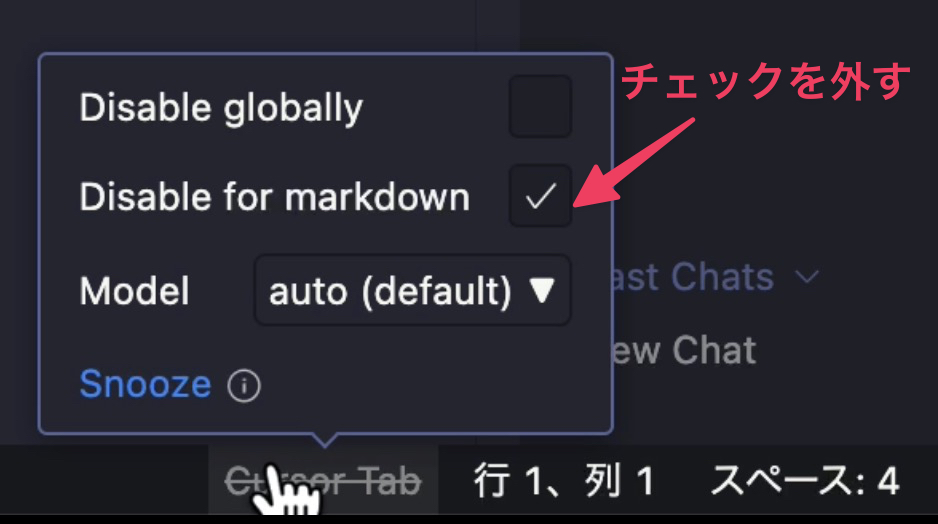 Disable globally
チェックを外す
Disable for markdown
Model
auto (default) ▼
Snooze
ast Chats
ew Chat
Cursor Tab
行 1、列 1
スペース: 4